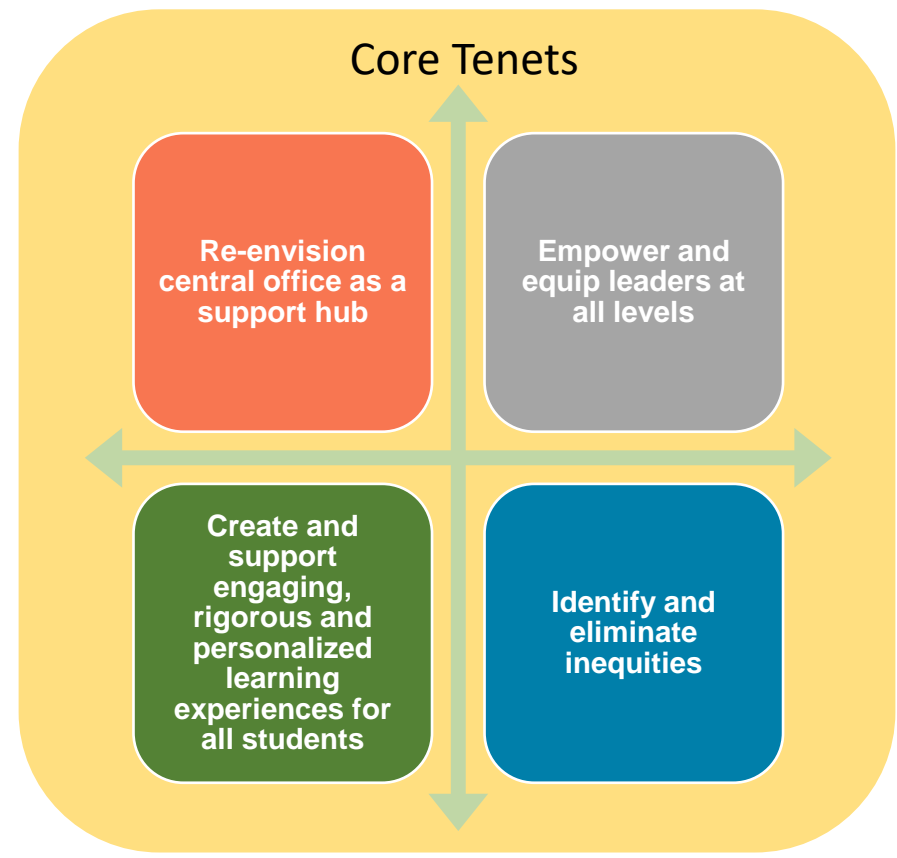 Core Tenets
Re-envision
central office as a
support hub
Empower and
equip leaders at
all levels
Create and
support
engaging,
rigorous and
personalized
learning
experiences for
all students
Identify and
eliminate
inequities